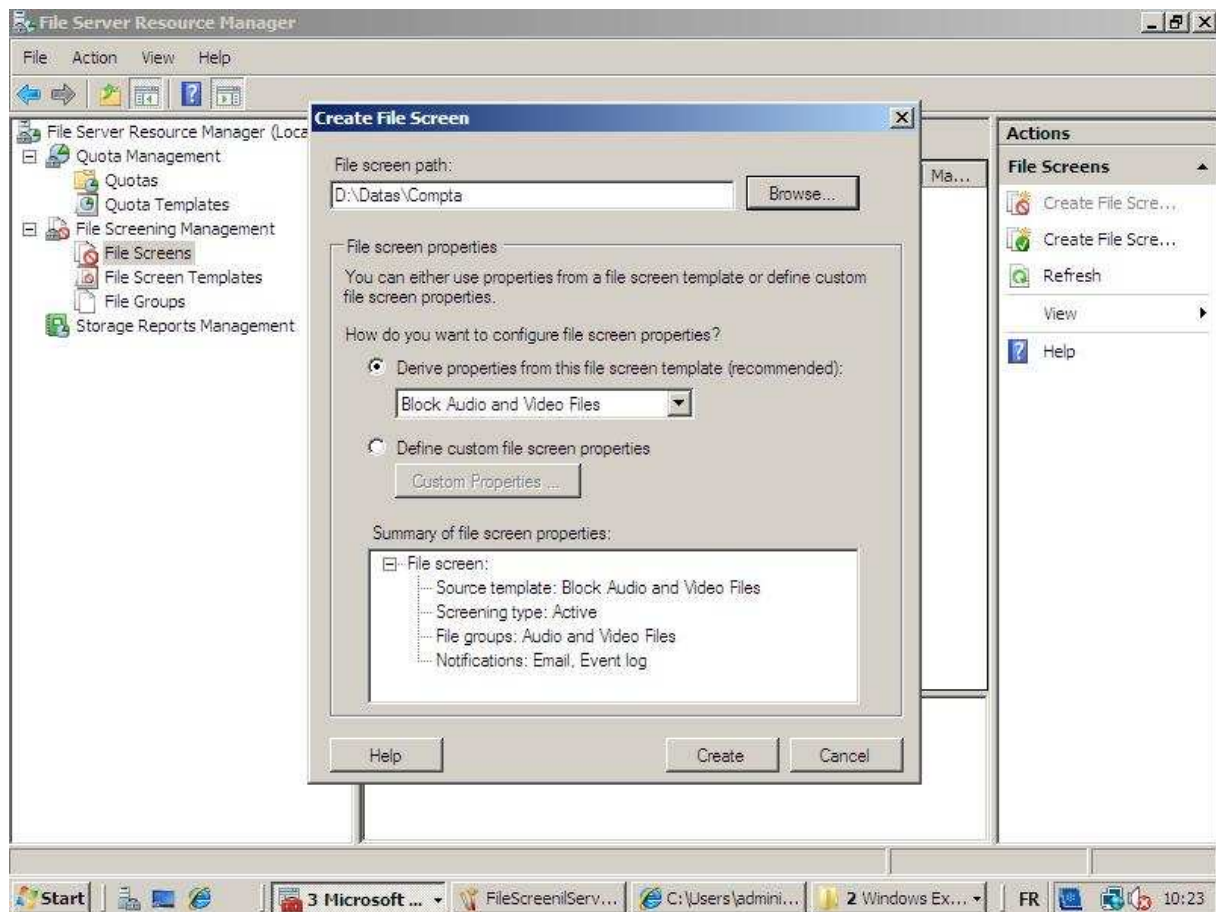 File Server Resource Manager
File Action View Help
File Server Resource Manager (Loca
Quota Management
Quotas
Quota Templates
File Screening Management
File Screens
File Screen Templates
File Groups
Storage Reports Management
Create File Screen
File screen path:
D:\Datas\Compta
Browse...
File screen properties
You can either use properties from a file screen template or define custom
file screen properties.
How do you want to configure file screen properties?
Derive properties from this file screen template (recommended):
Block Audio and Video Files
Define custom file screen properties
Custom Properties ...
Summary of file screen properties:
File screen:
Source template: Block Audio and Video Files
Screening type: Active
File groups: Audio and Video Files
Notifications: Email, Event log
Help Create Cancel
Ma...
Actions
File Screens
Create File Scre...
Create File Scre...
Refresh
View
Help
Start 3 Microsoft ... FileScreenilServ... C:\Users\admini... 2 Windows Ex... FR 10:23